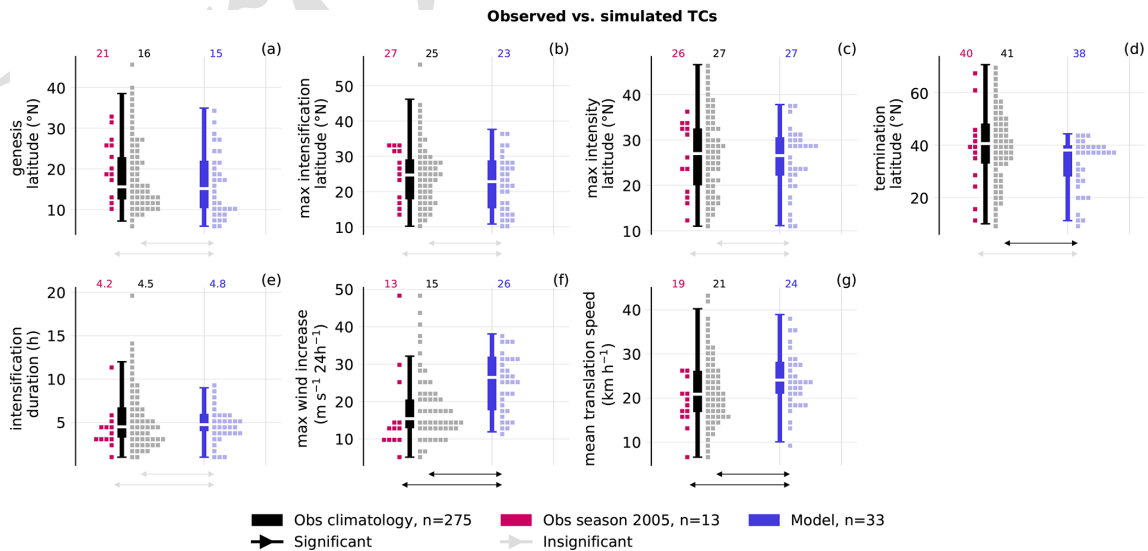 Observed vs. simulated TCs
21 16 15 (a)
genesis
latitude (°N)
40
30
20
10
27 25 23 (b)
max intensification
latitude (°N)
50
40
30
20
10
26 27 27 (c)
max intensity
latitude (°N)
40
30
20
10
40 41 38 (d)
termination
latitude (°N)
60
40
20
4.2 4.5 4.8 (e)
intensification
duration (h)
20
15
10
5
13 15 26 (f)
max wind increase
(m s⁻¹ 24h⁻¹)
50
40
30
20
10
19 21 24 (g)
mean translation speed
(km h⁻¹)
40
30
20
10
Obs climatology, n=275 Obs season 2005, n=13 Model, n=33
Significant Insignificant